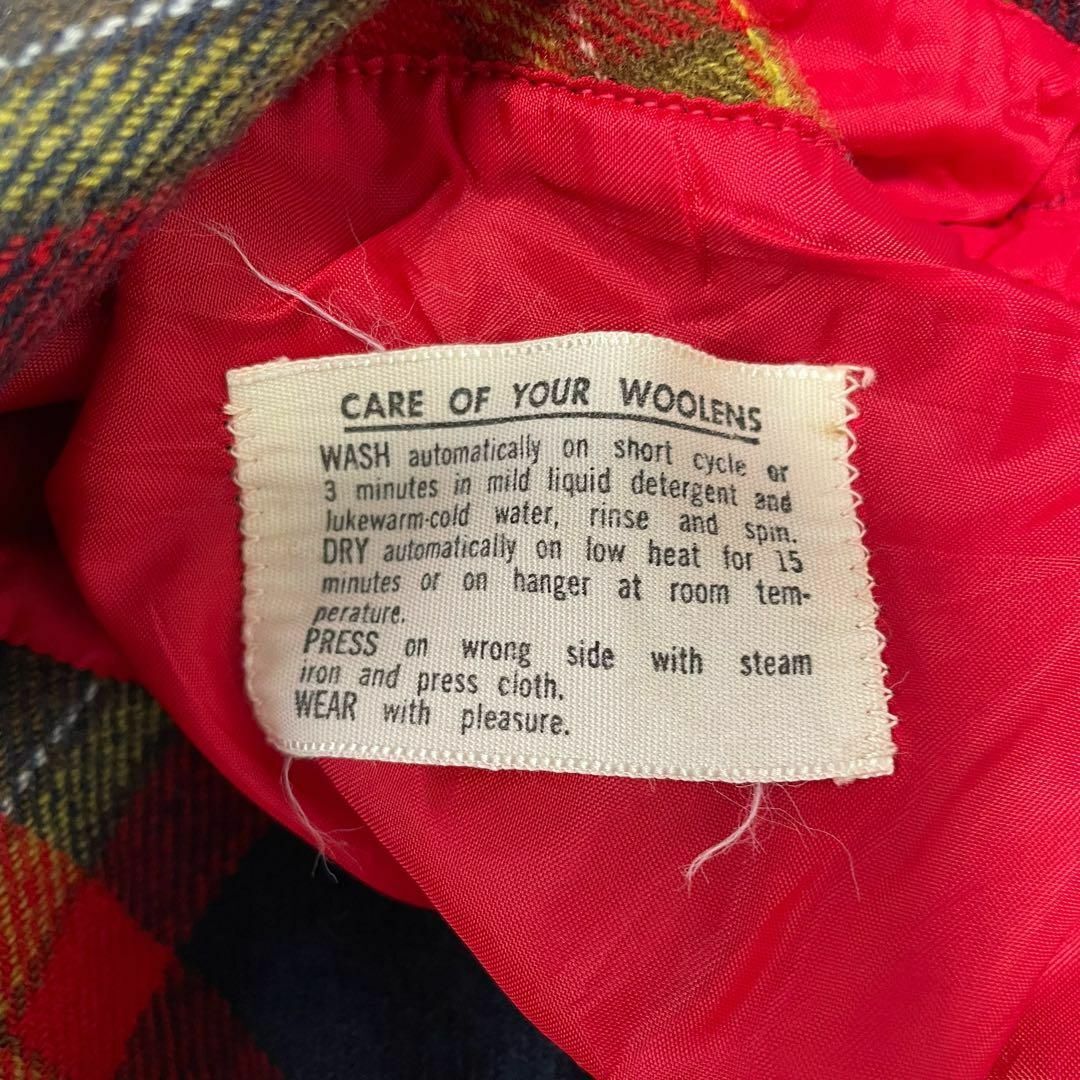 CARE OF YOUR WOOLENS
WASH automatically on short cycle or
3 minutes in mild liquid detergent and
lukewarm-cold water, rinse and spin.
DRY automatically on low heat for 15
minutes or on hanger at room tem-
perature.
PRESS on wrong side with steam
iron and press cloth.
WEAR with pleasure.